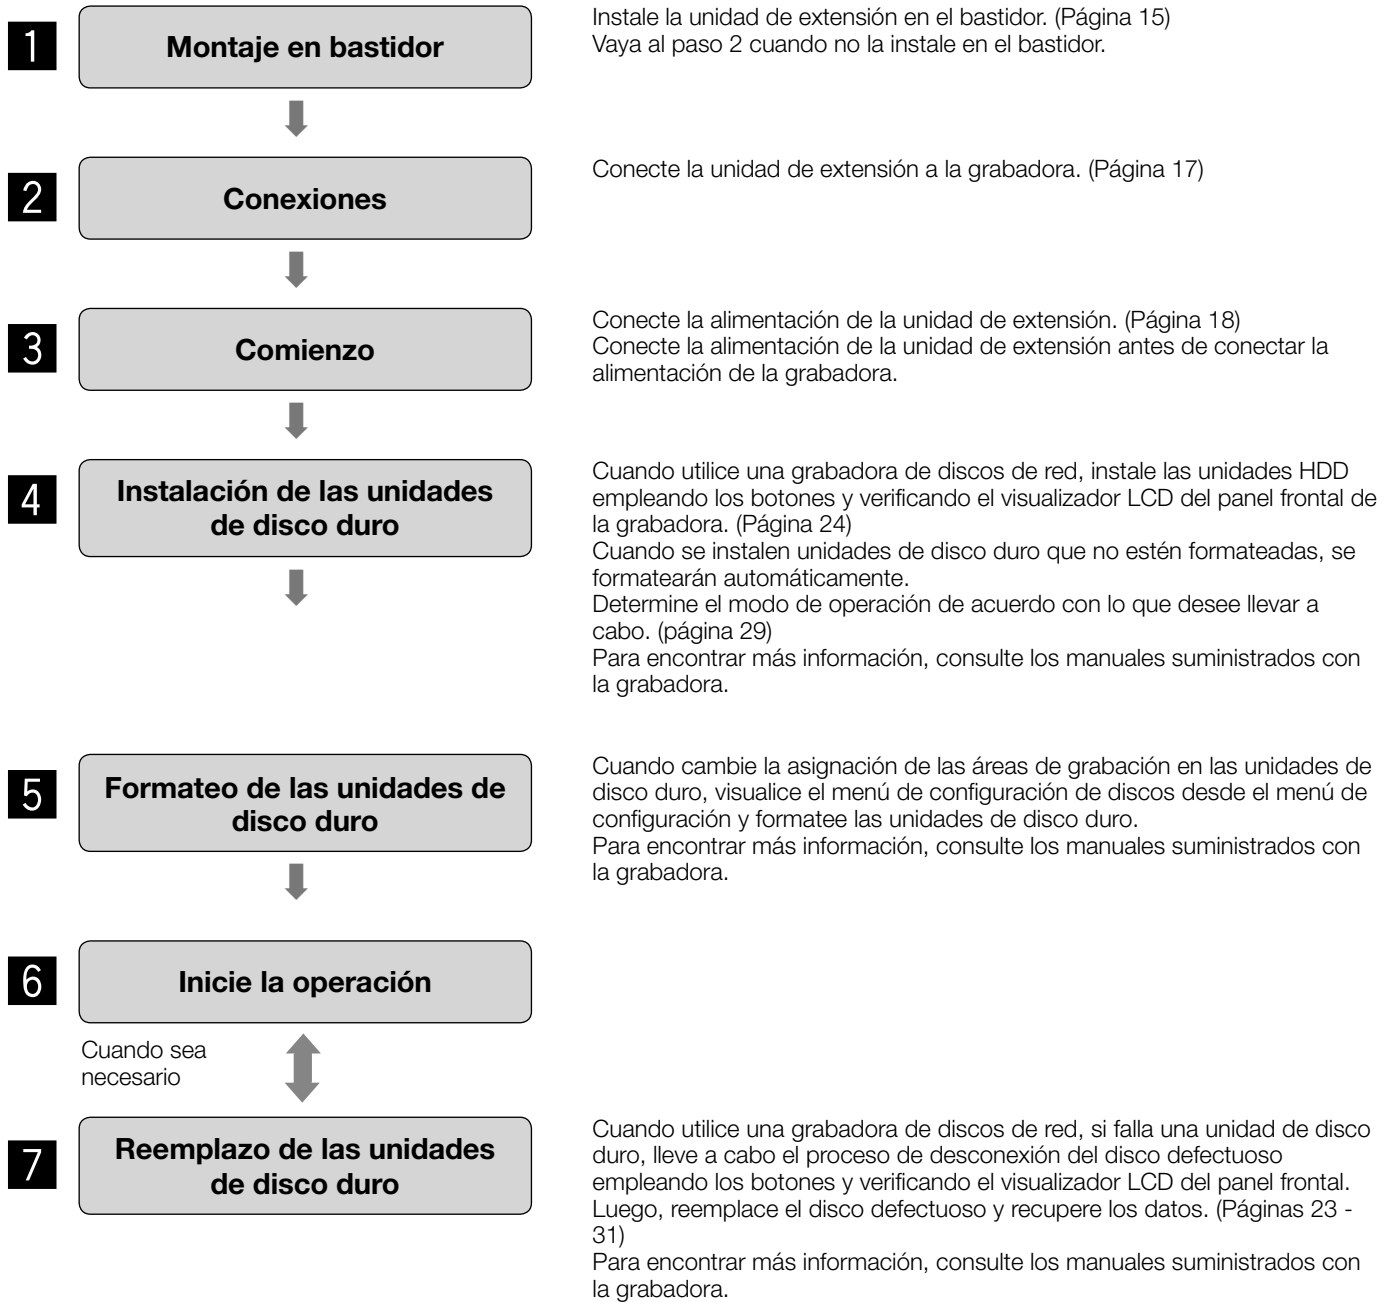 1
Montaje en bastidor
Instale la unidad de extensión en el bastidor. (Página 15)
Vaya al paso 2 cuando no la instale en el bastidor.
2
Conexiones
Conecte la unidad de extensión a la grabadora. (Página 17)
3
Comienzo
Conecte la alimentación de la unidad de extensión. (Página 18)
Conecte la alimentación de la unidad de extensión antes de conectar la
alimentación de la grabadora.
4
Instalación de las unidades
de disco duro
Cuando utilice una grabadora de discos de red, instale las unidades HDD
empleando los botones y verificando el visualizador LCD del panel frontal de
la grabadora. (Página 24)
Cuando se instalen unidades de disco duro que no estén formateadas, se
formatearán automáticamente.
Determine el modo de operación de acuerdo con lo que desee llevar a
cabo. (página 29)
Para encontrar más información, consulte los manuales suministrados con
la grabadora.
5
Formateo de las unidades de
disco duro
Cuando cambie la asignación de las áreas de grabación en las unidades de
disco duro, visualice el menú de configuración de discos desde el menú de
configuración y formatee las unidades de disco duro.
Para encontrar más información, consulte los manuales suministrados con
la grabadora.
6
Inicie la operación
Cuando sea
necesario
7
Reemplazo de las unidades
de disco duro
Cuando utilice una grabadora de discos de red, si falla una unidad de disco
duro, lleve a cabo el proceso de desconexión del disco defectuoso
empleando los botones y verificando el visualizador LCD del panel frontal.
Luego, reemplace el disco defectuoso y recupere los datos. (Páginas 23 -
31)
Para encontrar más información, consulte los manuales suministrados con
la grabadora.